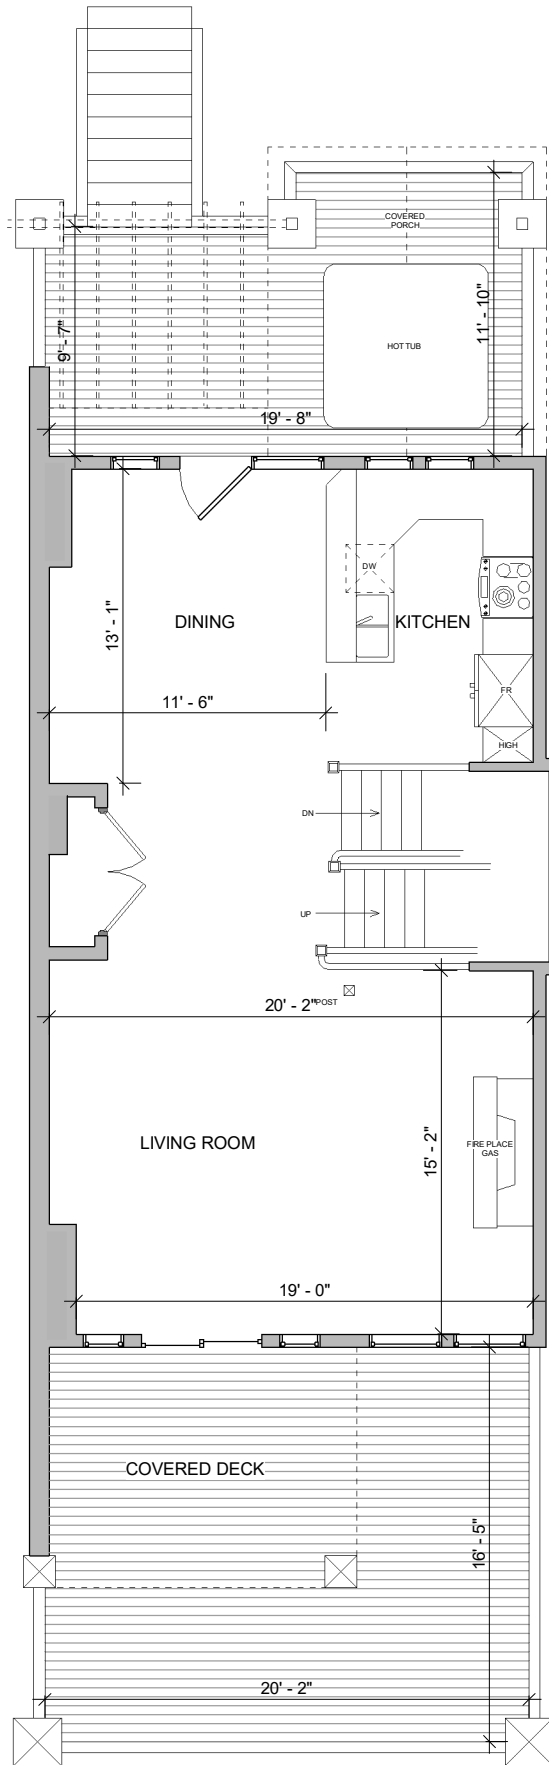 COVERED
PORCH
9' - 7"
11' - 10"
HOT TUB
19' - 8"
DW
13' - 1"
DINING
KITCHEN
11' - 6"
FR
HIGH
DN
UP
20' - 2"
POST
LIVING ROOM
15' - 2"
FIRE PLACE
GAS
19' - 0"
COVERED DECK
16' - 5"
20' - 2"